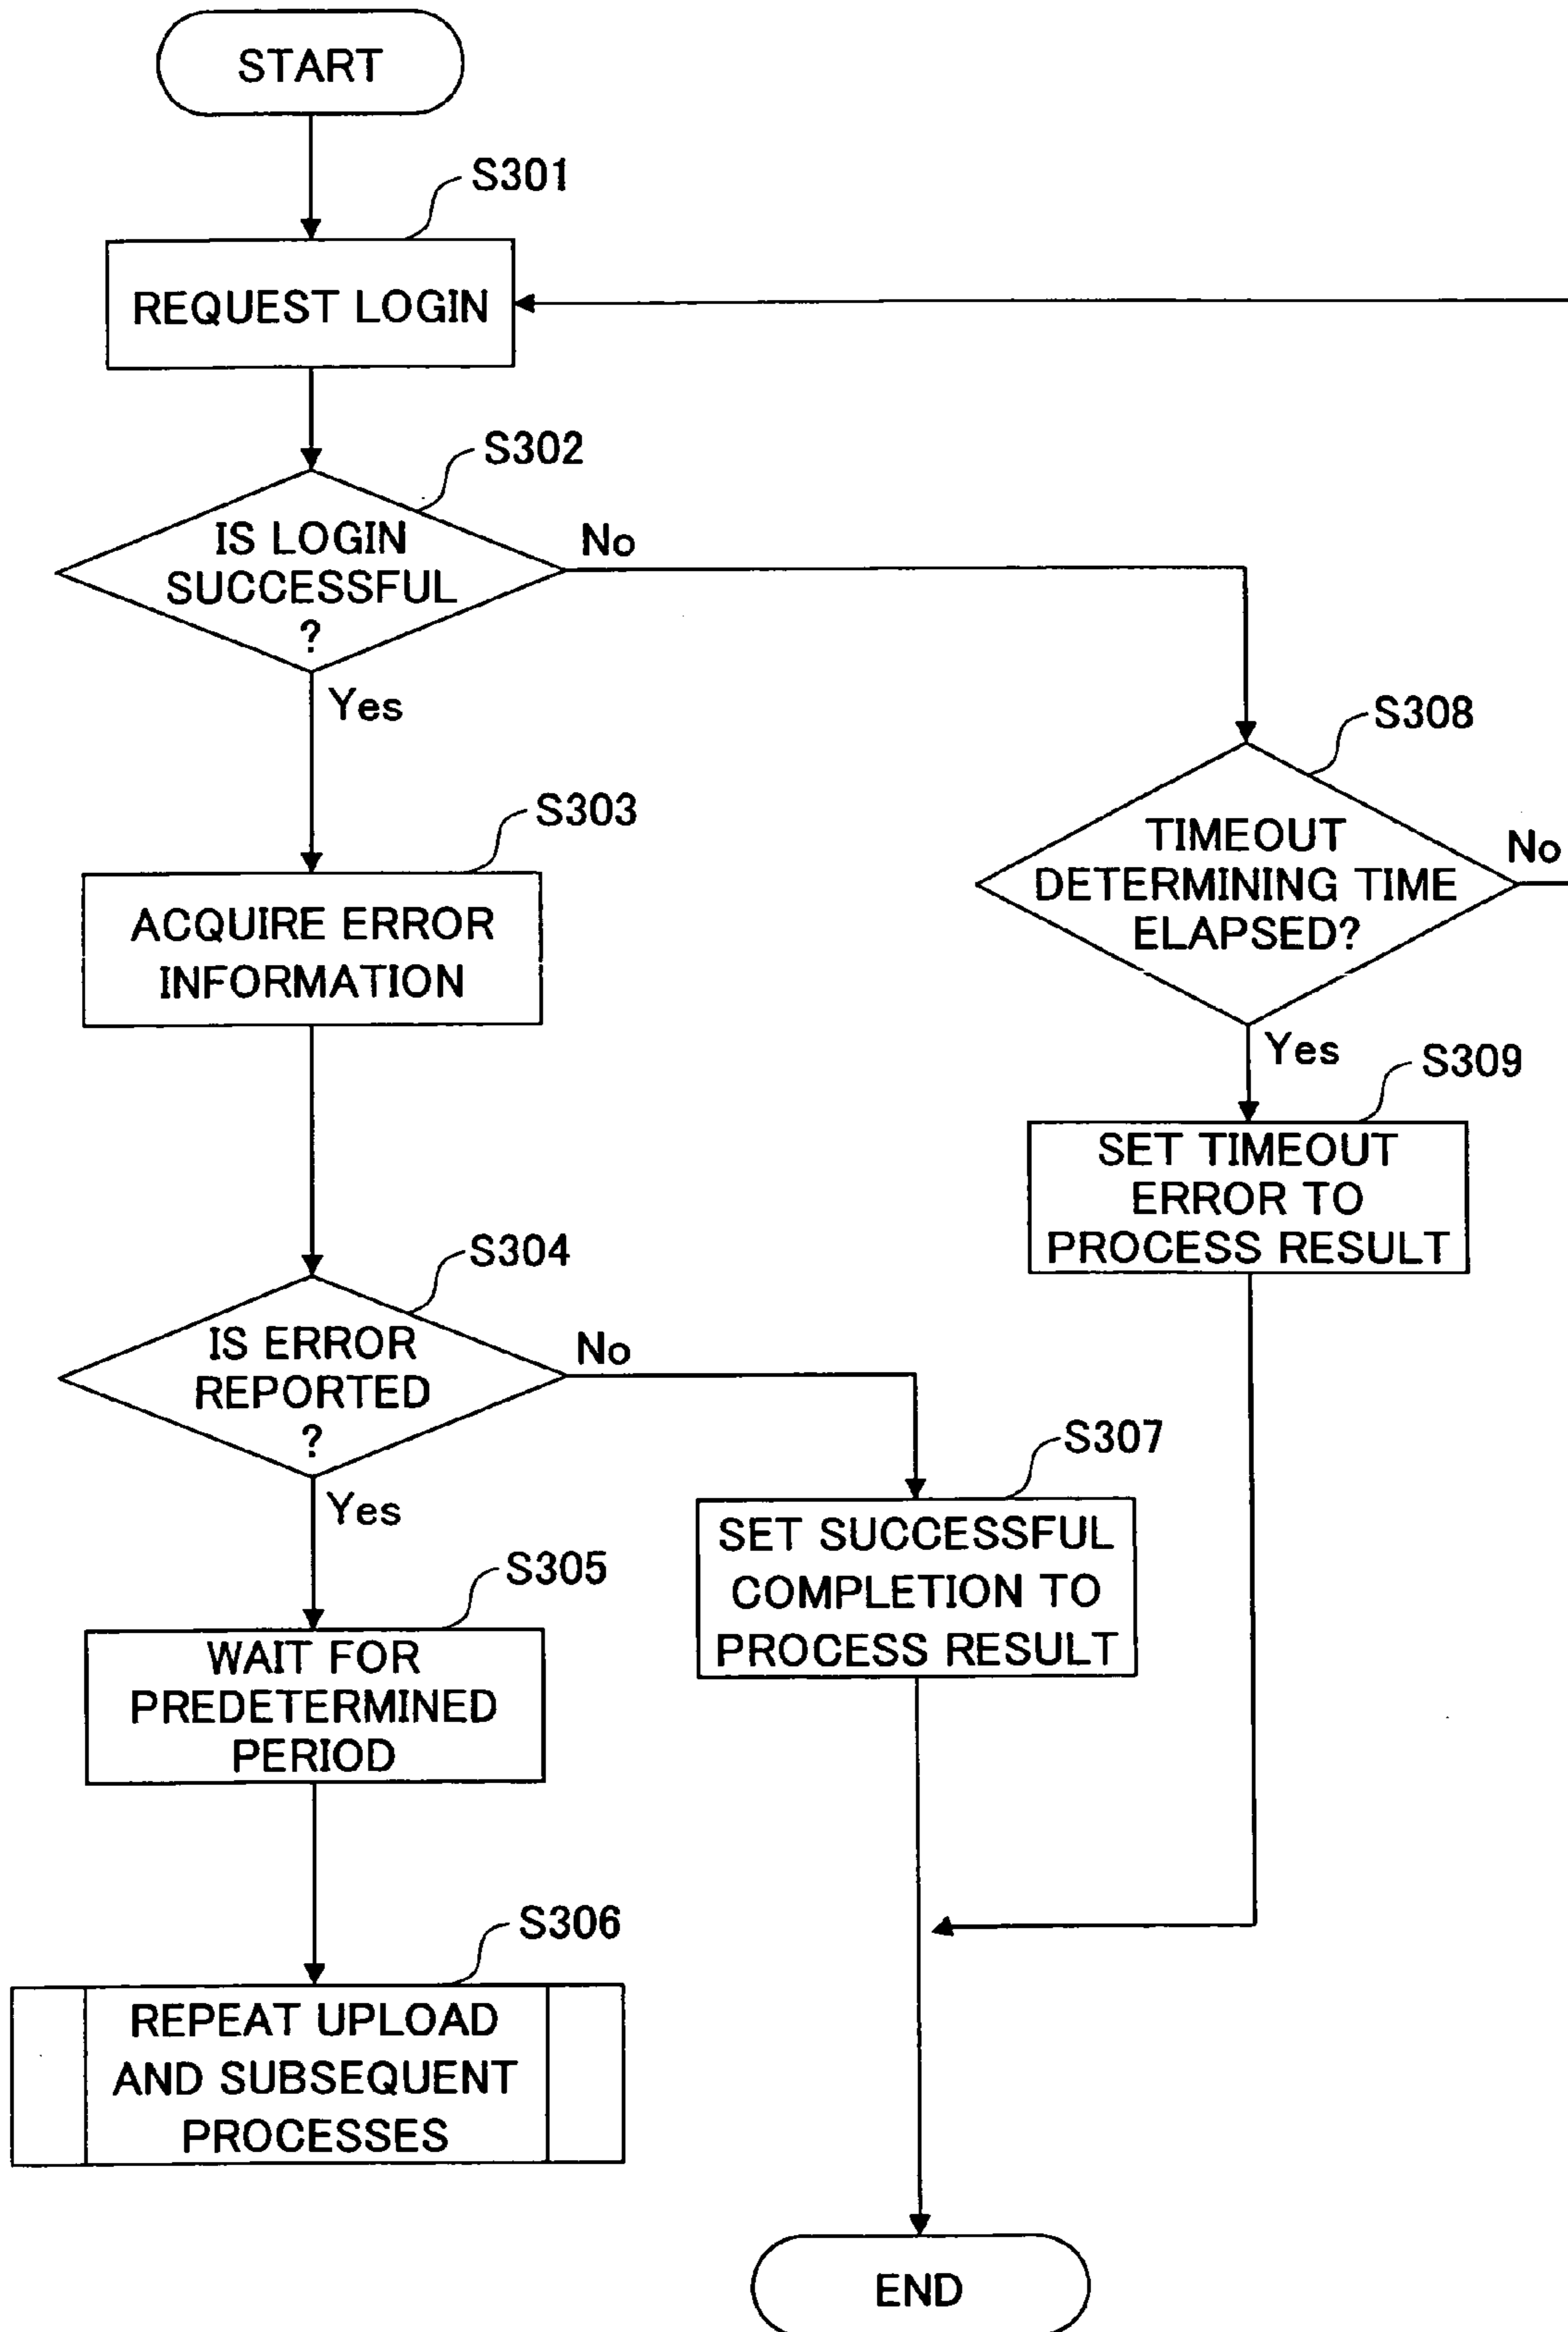 START
S301
REQUEST LOGIN
S302
IS LOGIN
SUCCESSFUL
?
No
Yes
S308
TIMEOUT
DETERMINING TIME
ELAPSED?
No
Yes
S303
ACQUIRE ERROR
INFORMATION
S309
SET TIMEOUT
ERROR TO
PROCESS RESULT
S304
IS ERROR
REPORTED
?
No
Yes
S307
SET SUCCESSFUL
COMPLETION TO
PROCESS RESULT
S305
WAIT FOR
PREDETERMINED
PERIOD
S306
REPEAT UPLOAD
AND SUBSEQUENT
PROCESSES
END